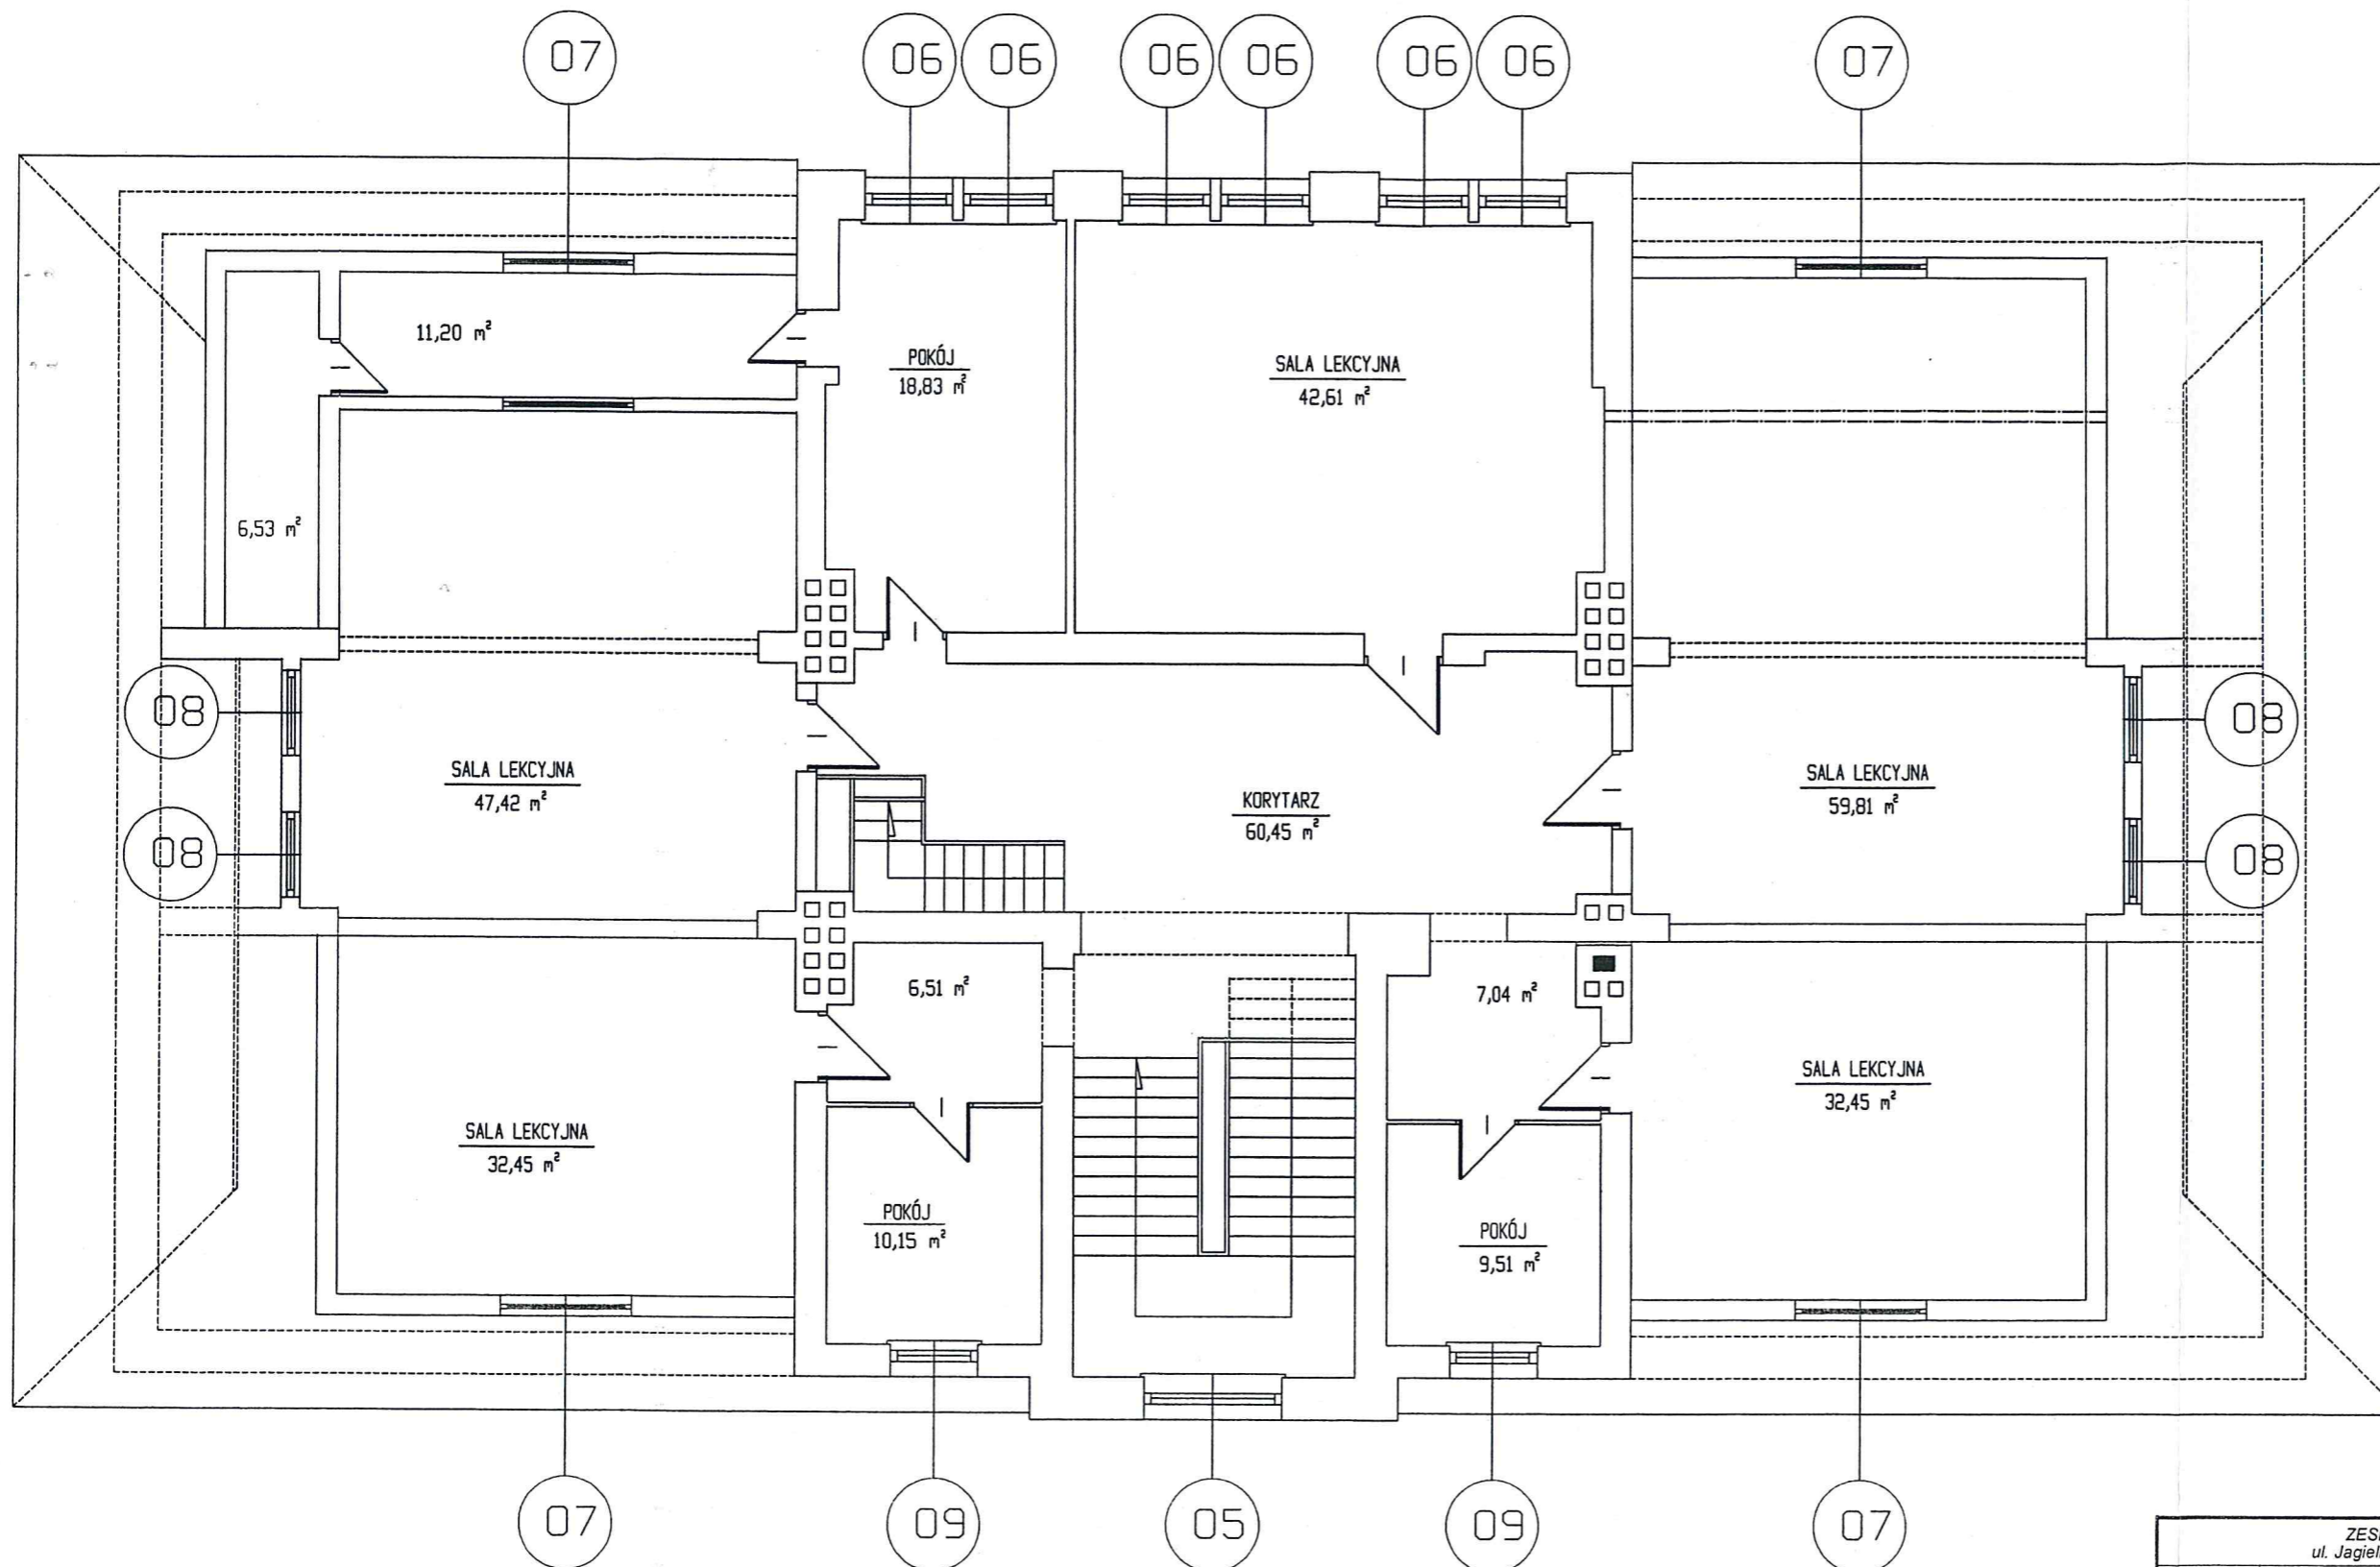 07
06
06
06
06
06
06
07
11,20 m²
POKÓJ
18,83 m²
SALA LEKCYJNA
42,61 m²
6,53 m²
08
08
SALA LEKCYJNA
47,42 m²
KORYTARZ
60,45 m²
SALA LEKCYJNA
59,81 m²
08
08
6,51 m²
7,04 m²
SALA LEKCYJNA
32,45 m²
SALA LEKCYJNA
32,45 m²
POKÓJ
10,15 m²
POKÓJ
9,51 m²
07
09
05
09
07
ZES
ul. Jagiel